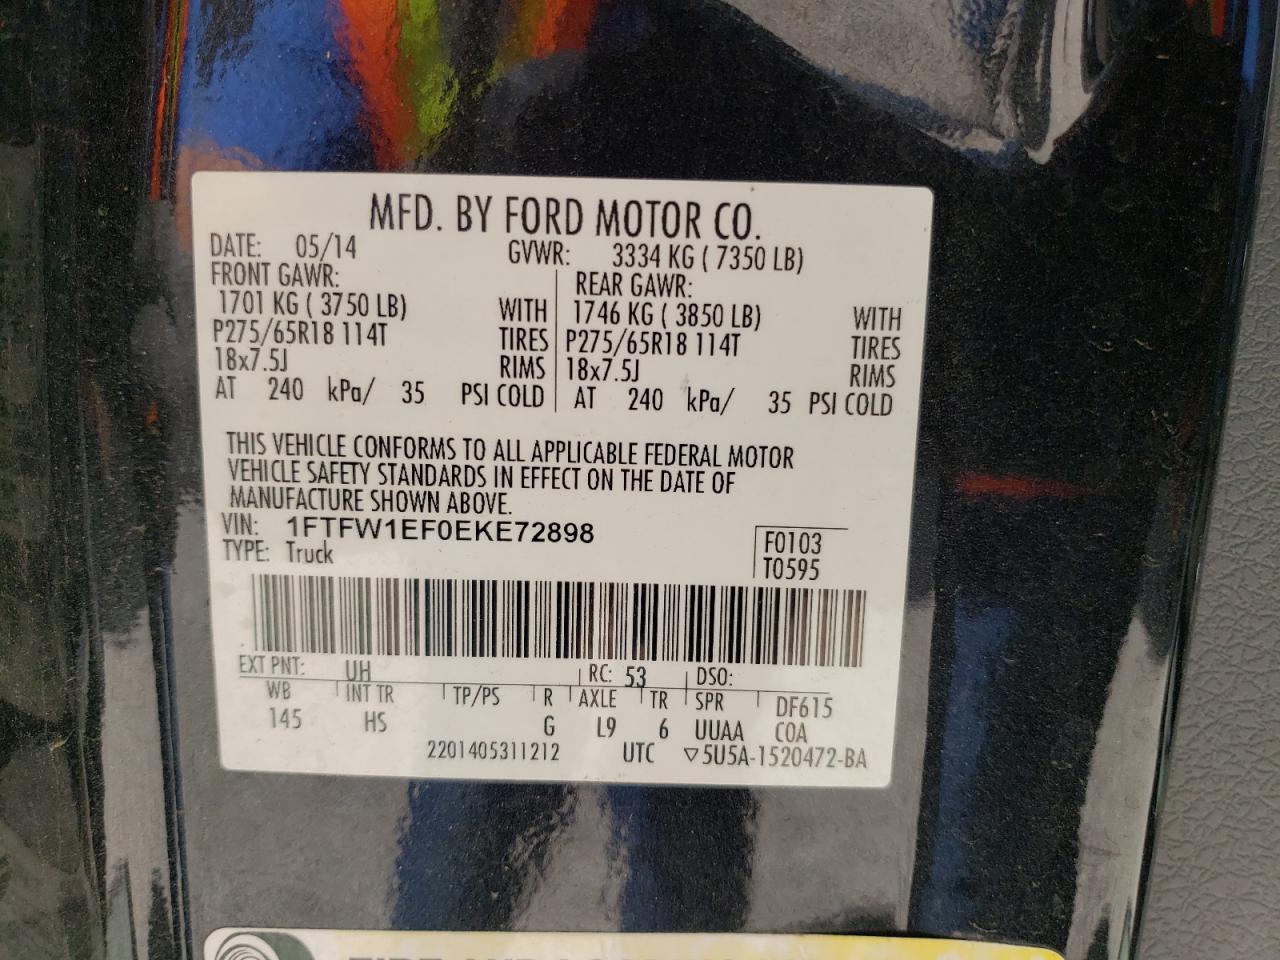 MFD. BY FORD MOTOR CO.
DATE: 05/14 GVWR: 3334 KG ( 7350 LB)
FRONT GAWR: REAR GAWR:
1701 KG ( 3750 LB) WITH 1746 KG ( 3850 LB) WITH
P275/65R18 114T TIRES P275/65R18 114T TIRES
18x7.5J RIMS 18x7.5J RIMS
AT 240 kPa/ 35 PSI COLD AT 240 kPa/ 35 PSI COLD
THIS VEHICLE CONFORMS TO ALL APPLICABLE FEDERAL MOTOR
VEHICLE SAFETY STANDARDS IN EFFECT ON THE DATE OF
MANUFACTURE SHOWN ABOVE.
VIN: 1FTFW1EF0EKE72898 F0103
TYPE: Truck T0595
EXT PNT: UH RC: 53 DSO:
WB INT TR TP/PS R AXLE TR SPR DF615
145 HS G L9 6 UUAA COA
2201405311212 UTC ▽5U5A-1520472-BA